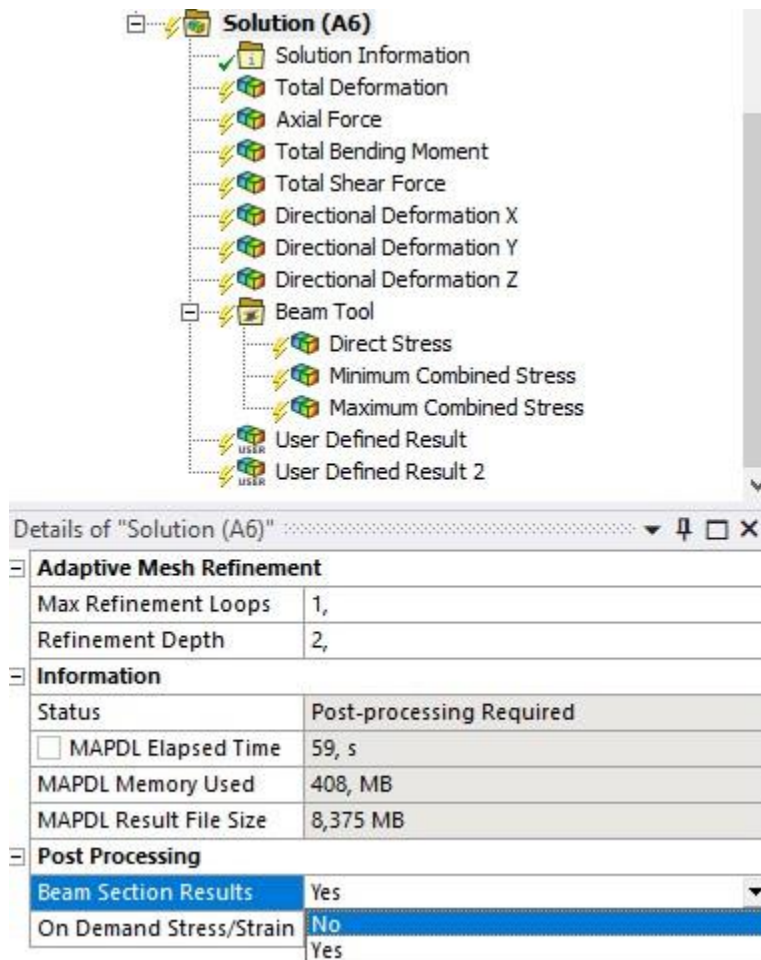 Solution (A6)
Solution Information
Total Deformation
Axial Force
Total Bending Moment
Total Shear Force
Directional Deformation X
Directional Deformation Y
Directional Deformation Z
Beam Tool
Direct Stress
Minimum Combined Stress
Maximum Combined Stress
USER User Defined Result
USER User Defined Result 2
Details of "Solution (A6)"
Adaptive Mesh Refinement
Max Refinement Loops 1,
Refinement Depth 2,
Information
Status Post-processing Required
MAPDL Elapsed Time 59, s
MAPDL Memory Used 408, MB
MAPDL Result File Size 8,375 MB
Post Processing
Beam Section Results Yes
On Demand Stress/Strain No
Yes